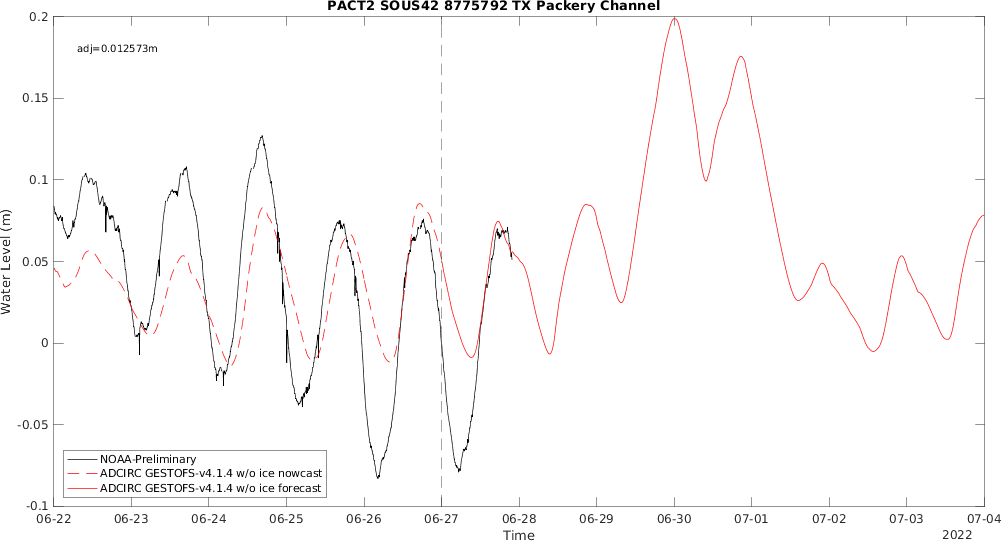 PACT2 SOUS42 8775792 TX Packery Channel
adj=0.012573m
Water Level (m)
0.2
0.15
0.1
0.05
0
-0.05
-0.1
NOAA-Preliminary
ADCIRC GESTOFS-v4.1.4 w/o ice nowcast
ADCIRC GESTOFS-v4.1.4 w/o ice forecast
06-22 06-23 06-24 06-25 06-26 06-27 06-28 06-29 06-30 07-01 07-02 07-03 07-04
Time
2022